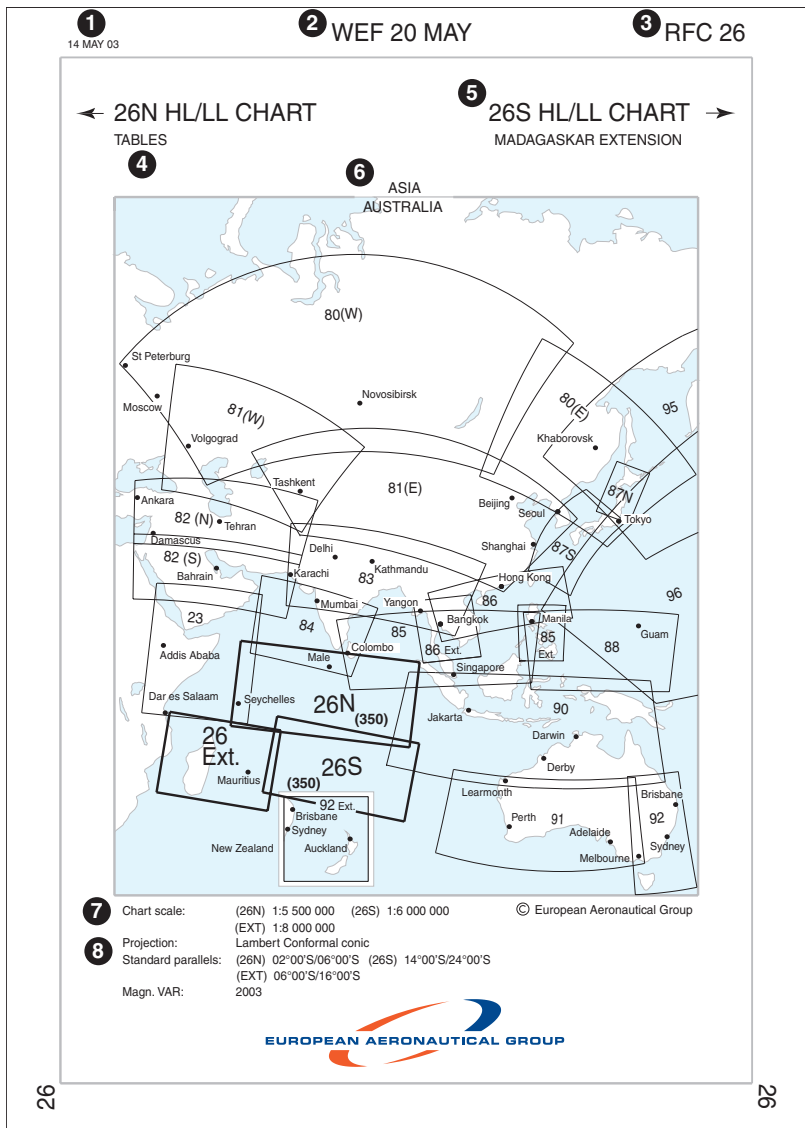 1 2 WEF 20 MAY 3 RFC 26
14 MAY 03
5
← 26N HL/LL CHART 26S HL/LL CHART →
TABLES MADAGASKAR EXTENSION
4 6
ASIA
AUSTRALIA
80(W)
St Peterburg
Moscow
Novosibirsk
81(W)
80(E)
95
Volgograd
Khaborovsk
Tashkent
81(E)
87N
Ankara
Beijing
Seoul
82 (N)
Tehran
Tokyo
Damascus
Shanghai
87S
82 (S)
Delhi
Bahrain
Karachi
83
Kathmandu
Hong Kong
96
23
Mumbai
Yangon
86
84
85
Bangkok
Manila
Guam
Addis Ababa
Colombo
86 Ext.
85
Ext.
88
Male
Singapore
Dar es Salaam
Seychelles
26N
(350)
Jakarta
90
26
Ext.
Darwin
26S
Derby
Mauritius
(350)
Learmonth
Brisbane
92 Ext.
Brisbane
Perth
91
92
Sydney
Adelaide
Sydney
New Zealand
Auckland
Melbourne
7 Chart scale: (26N) 1:5 500 000 (26S) 1:6 000 000 © European Aeronautical Group
(EXT) 1:8 000 000
8 Projection: Lambert Conformal conic
Standard parallels: (26N) 02°00'S/06°00'S (26S) 14°00'S/24°00'S
(EXT) 06°00'S/16°00'S
Magn. VAR: 2003
EUROPEAN AERONAUTICAL GROUP
26 26